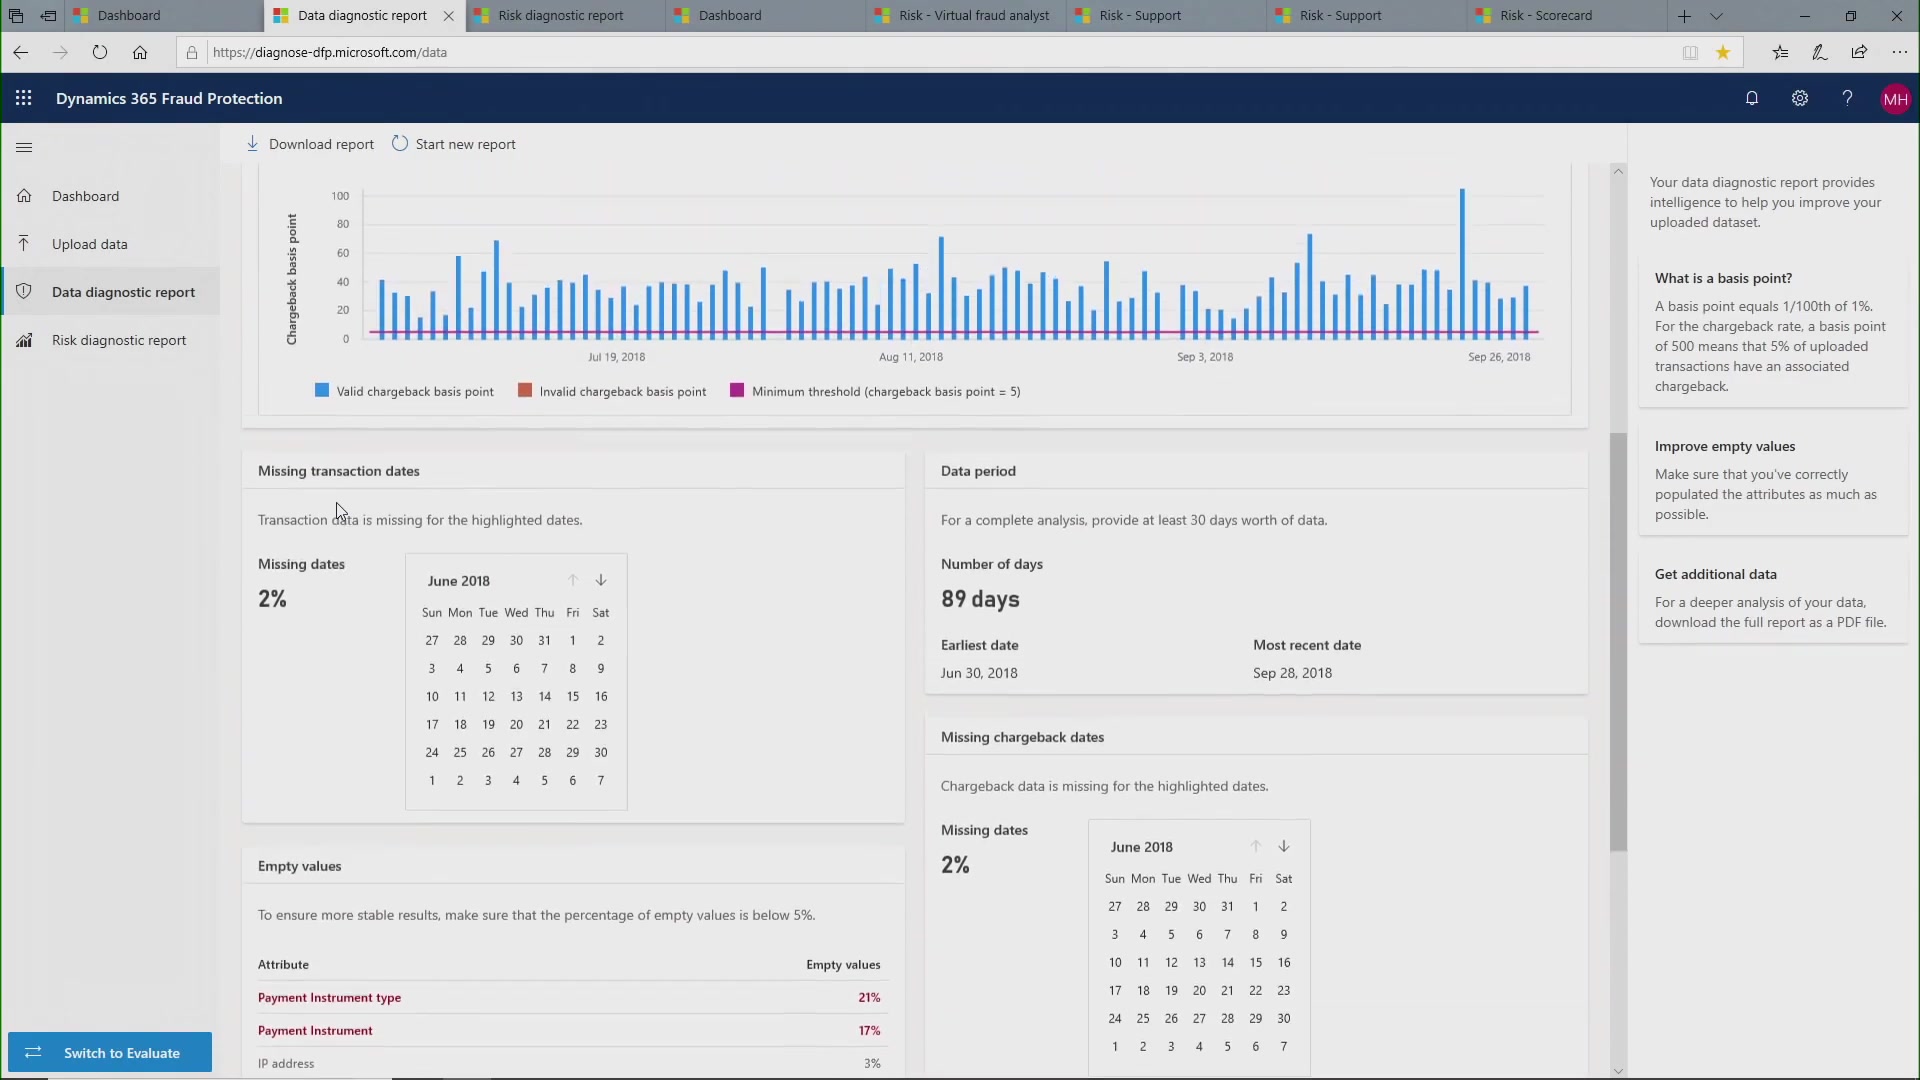 Dashboard
Data diagnostic report
Risk diagnostic report
Dashboard
Risk - Virtual fraud analyst
Risk - Support
Risk - Support
Risk - Scorecard
https://diagnose-dfp.microsoft.com/data
Dynamics 365 Fraud Protection
MH
Download report
Start new report
Dashboard
Upload data
Data diagnostic report
Risk diagnostic report
Switch to Evaluate
Chargeback basis point
100
80
60
40
20
0
Jul 19, 2018
Aug 11, 2018
Sep 3, 2018
Sep 26, 2018
Valid chargeback basis point
Invalid chargeback basis point
Minimum threshold (chargeback basis point = 5)
Missing transaction dates
Transaction data is missing for the highlighted dates.
Missing dates
2%
June 2018
Sun Mon Tue Wed Thu Fri Sat
27 28 29 30 31 1 2
3 4 5 6 7 8 9
10 11 12 13 14 15 16
17 18 19 20 21 22 23
24 25 26 27 28 29 30
1 2 3 4 5 6 7
Empty values
To ensure more stable results, make sure that the percentage of empty values is below 5%.
Attribute Empty values
Payment Instrument type 21%
Payment Instrument 17%
IP address 3%
Data period
For a complete analysis, provide at least 30 days worth of data.
Number of days
89 days
Earliest date
Jun 30, 2018
Most recent date
Sep 28, 2018
Missing chargeback dates
Chargeback data is missing for the highlighted dates.
Missing dates
2%
June 2018
Sun Mon Tue Wed Thu Fri Sat
27 28 29 30 31 1 2
3 4 5 6 7 8 9
10 11 12 13 14 15 16
17 18 19 20 21 22 23
24 25 26 27 28 29 30
1 2 3 4 5 6 7
Your data diagnostic report provides
intelligence to help you improve your
uploaded dataset.
What is a basis point?
A basis point equals 1/100th of 1%.
For the chargeback rate, a basis point
of 500 means that 5% of uploaded
transactions have an associated
chargeback.
Improve empty values
Make sure that you've correctly
populated the attributes as much as
possible.
Get additional data
For a deeper analysis of your data,
download the full report as a PDF file.